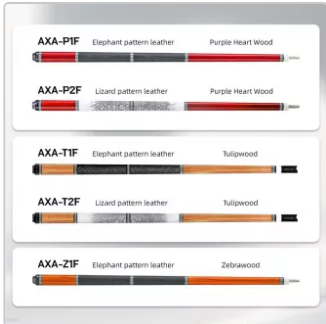 AXA-P1F Elephant pattern leather Purple Heart Wood
AXA-P2F Lizard pattern leather Purple Heart Wood
AXA-T1F Elephant pattern leather Tulipwood
AXA-T2F Lizard pattern leather Tulipwood
AXA-Z1F Elephant pattern leather Zebrawood